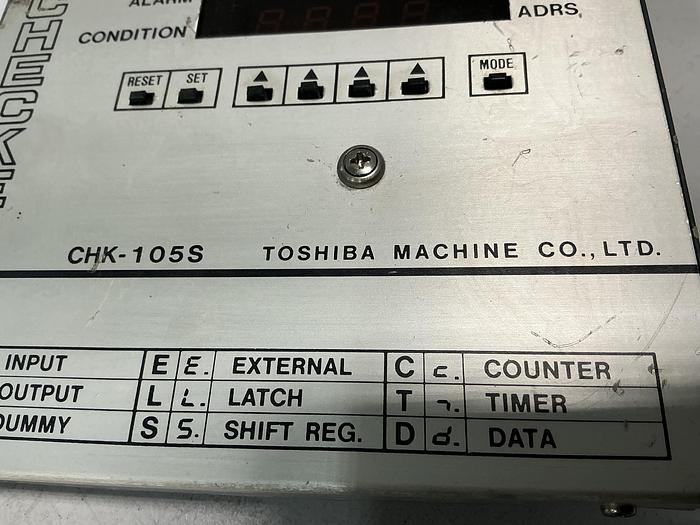 ALARM
CONDITION
ADRS.
RESET SET
MODE
CHECKE
CHK-105S TOSHIBA MACHINE CO., LTD.
INPUT E E. EXTERNAL C c. COUNTER
OUTPUT L L. LATCH T ¬. TIMER
DUMMY S S. SHIFT REG. D d. DATA